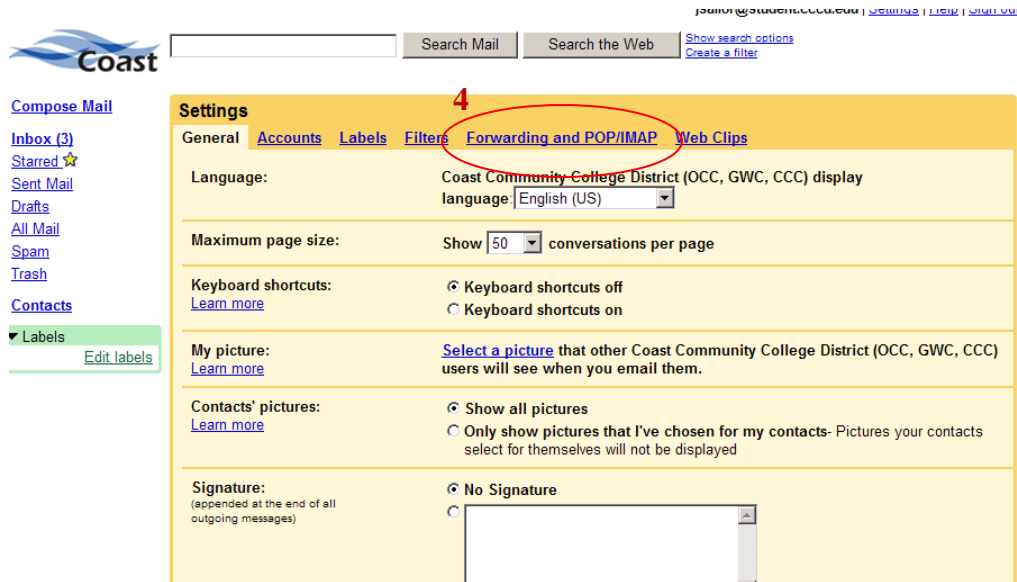 jsailor@student.cccd.edu | Settings | Help | Sign out
Coast
Search Mail
Search the Web
Show search options
Create a filter
Compose Mail
Inbox (3)
Starred
Sent Mail
Drafts
All Mail
Spam
Trash
Contacts
Labels
Edit labels
4
Settings
General Accounts Labels Filters Forwarding and POP/IMAP Web Clips
Language:
Coast Community College District (OCC, GWC, CCC) display
language: English (US)
Maximum page size:
Show 50 conversations per page
Keyboard shortcuts:
Learn more
Keyboard shortcuts off
Keyboard shortcuts on
My picture:
Learn more
Select a picture that other Coast Community College District (OCC, GWC, CCC)
users will see when you email them.
Contacts' pictures:
Learn more
Show all pictures
Only show pictures that I've chosen for my contacts- Pictures your contacts
select for themselves will not be displayed
Signature:
(appended at the end of all
outgoing messages)
No Signature